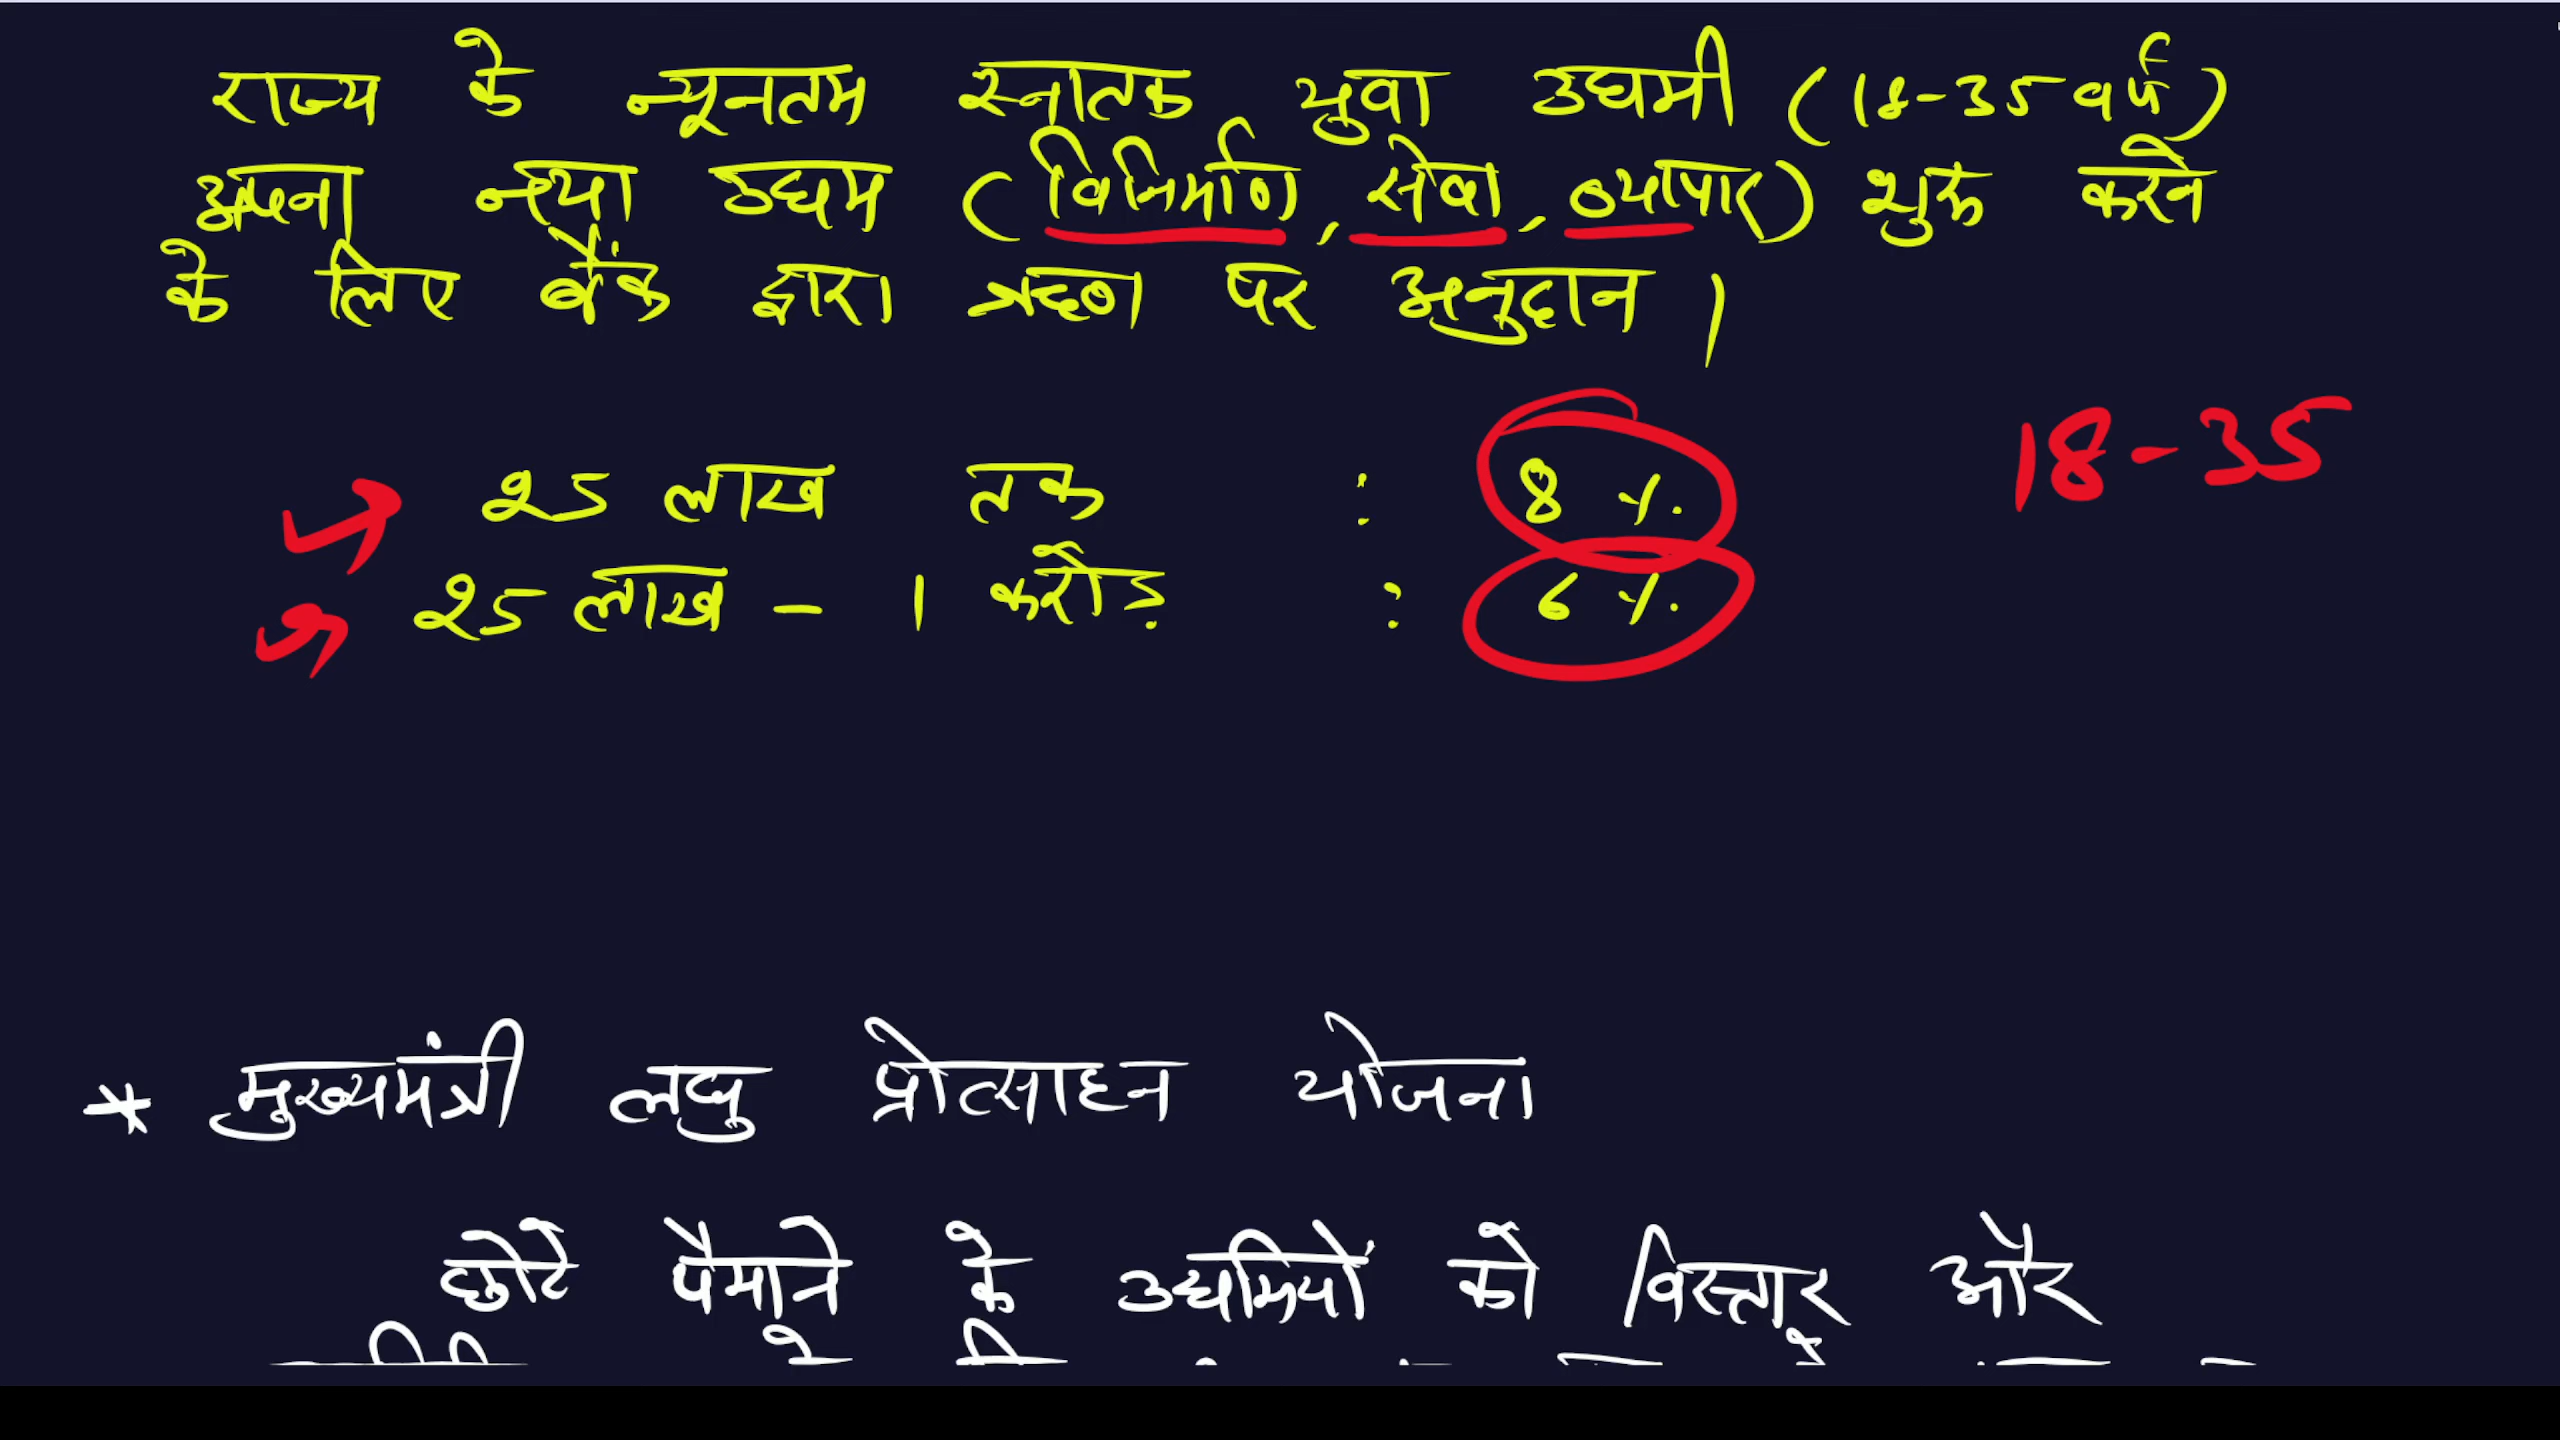 राज्य के न्यूनतम स्नातक युवा उद्यमी (18-35 वर्ष)
अपना नया उद्यम (विनिर्माण, सेवा, व्यापार) शुरू करने
के लिए बैंक द्वारा ऋण पर अनुदान।
25 लाख तक : 8 %
18-35
25 लाख - 1 करोड़ : 6 %
* मुख्यमंत्री लघु प्रोत्साहन योजना
छोटे पैमाने के उद्यमियों को विस्तार और